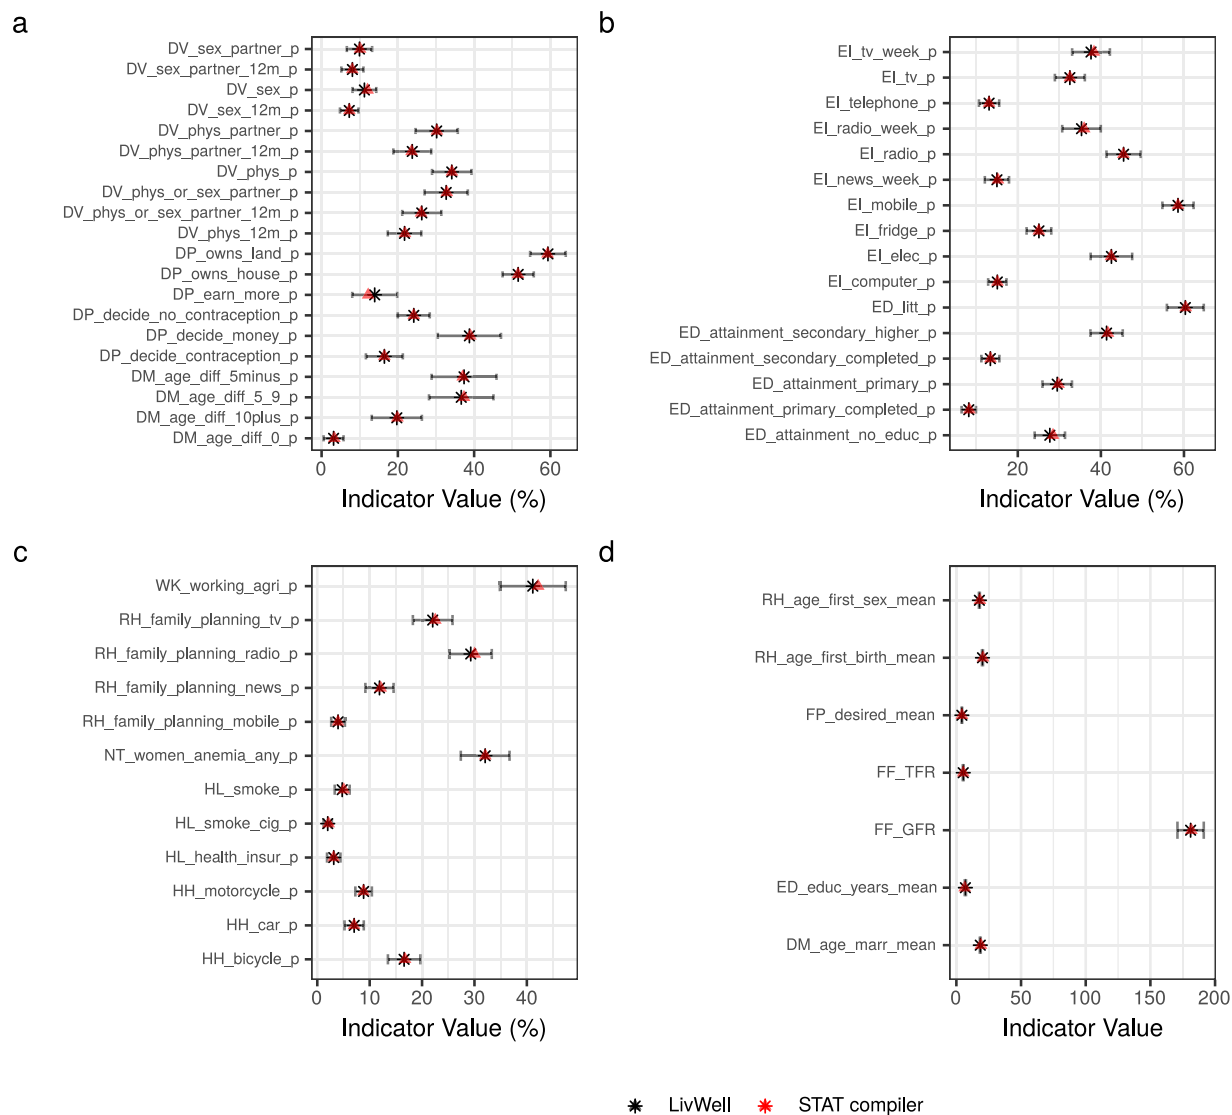 a
DV_sex_partner_p
DV_sex_partner_12m_p
DV_sex_p
DV_sex_12m_p
DV_phys_partner_p
DV_phys_partner_12m_p
DV_phys_p
DV_phys_or_sex_partner_p
DV_phys_or_sex_partner_12m_p
DV_phys_12m_p
DP_owns_land_p
DP_owns_house_p
DP_earn_more_p
DP_decide_no_contraception_p
DP_decide_money_p
DP_decide_contraception_p
DM_age_diff_5minus_p
DM_age_diff_5_9_p
DM_age_diff_10plus_p
DM_age_diff_0_p
0 20 40 60
Indicator Value (%)
b
EI_tv_week_p
EI_tv_p
EI_telephone_p
EI_radio_week_p
EI_radio_p
EI_news_week_p
EI_mobile_p
EI_fridge_p
EI_elec_p
EI_computer_p
ED_litt_p
ED_attainment_secondary_higher_p
ED_attainment_secondary_completed_p
ED_attainment_primary_p
ED_attainment_primary_completed_p
ED_attainment_no_educ_p
20 40 60
Indicator Value (%)
c
WK_working_agri_p
RH_family_planning_tv_p
RH_family_planning_radio_p
RH_family_planning_news_p
RH_family_planning_mobile_p
NT_women_anemia_any_p
HL_smoke_p
HL_smoke_cig_p
HL_health_insur_p
HH_motorcycle_p
HH_car_p
HH_bicycle_p
0 10 20 30 40
Indicator Value (%)
d
RH_age_first_sex_mean
RH_age_first_birth_mean
FP_desired_mean
FF_TFR
FF_GFR
ED_educ_years_mean
DM_age_marr_mean
0 50 100 150 200
Indicator Value
LivWell STAT compiler